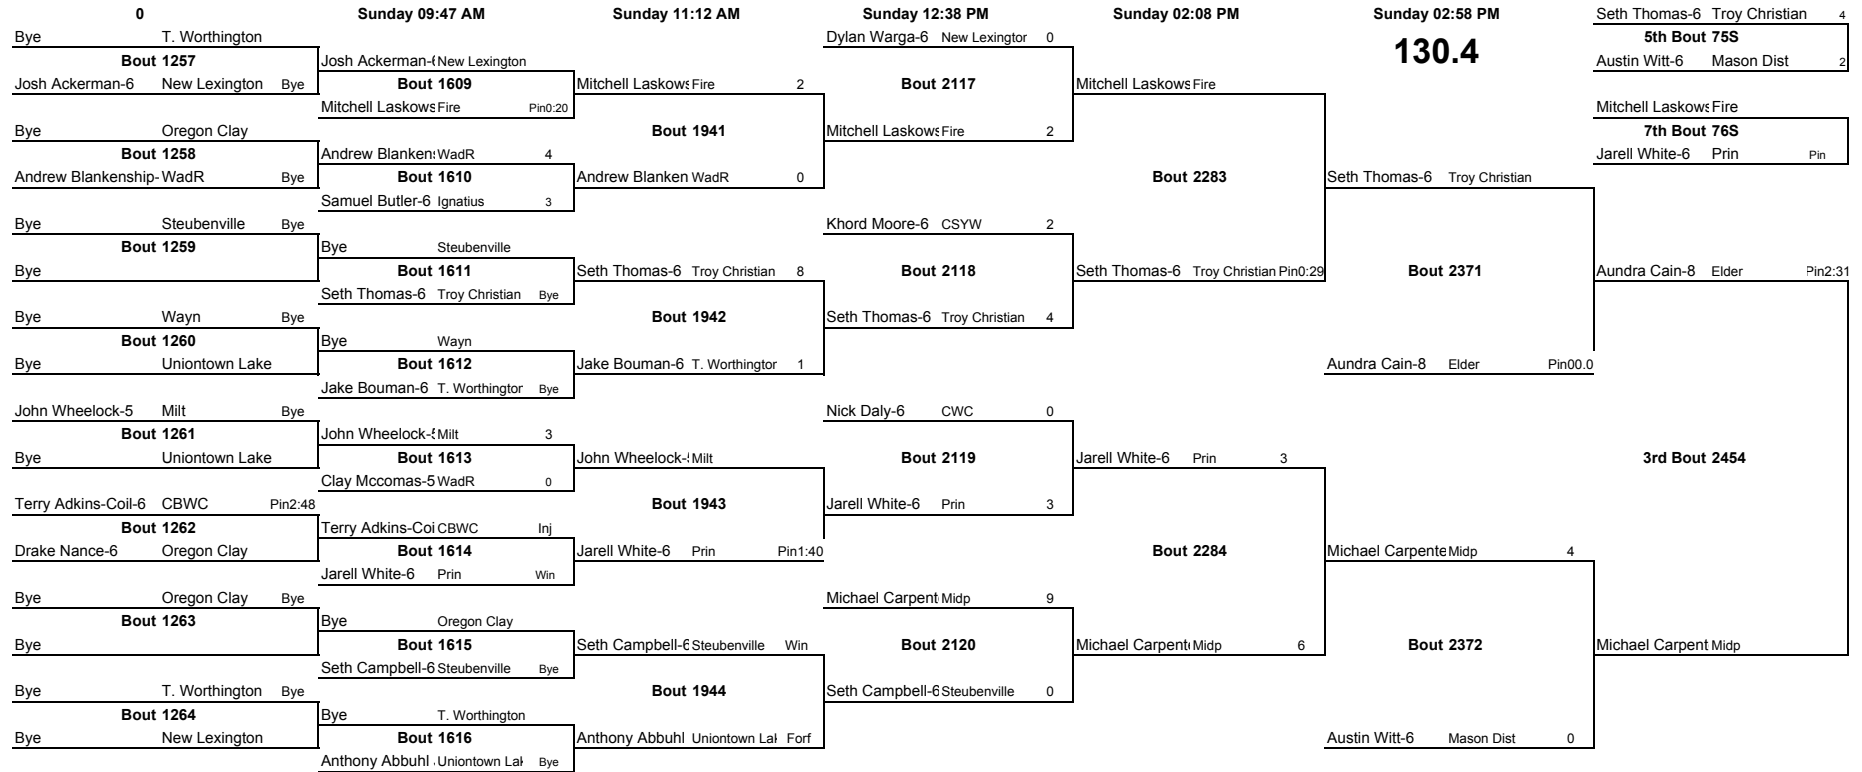 0 Sunday 09:47 AM Sunday 11:12 AM Sunday 12:38 PM Sunday 02:08 PM Sunday 02:58 PM Seth Thomas-6 Troy Christian 4
Bye T. Worthington Dylan Warga-6 New Lexingtor 0 130.4 5th Bout 75S
Bout 1257 Josh Ackerman-6 New Lexington Austin Witt-6 Mason Dist 2
Josh Ackerman-6 New Lexington Bye Bout 1609 Mitchell Laskows Fire 2 Bout 2117 Mitchell Laskows Fire
Mitchell Laskows Fire Pin0:20 Mitchell Laskows Fire
Bye Oregon Clay Bout 1941 Mitchell Laskows Fire 2 7th Bout 76S
Bout 1258 Andrew Blanken WadR 4 Jarell White-6 Prin Pin
Andrew Blankenship- WadR Bye Bout 1610 Andrew Blanken WadR 0 Bout 2283 Seth Thomas-6 Troy Christian
Samuel Butler-6 Ignatius 3
Bye Steubenville Bye Khord Moore-6 CSYW 2
Bout 1259 Bye Steubenville
Bye Bout 1611 Seth Thomas-6 Troy Christian 8 Bout 2118 Seth Thomas-6 Troy Christian Pin0:29 Bout 2371 Aundra Cain-8 Elder Pin2:31
Seth Thomas-6 Troy Christian Bye
Bye Wayn Bye Bout 1942 Seth Thomas-6 Troy Christian 4
Bout 1260 Bye Wayn
Bye Uniontown Lake Bout 1612 Jake Bouman-6 T. Worthingtor 1 Aundra Cain-8 Elder Pin00.0
Jake Bouman-6 T. Worthingtor Bye
John Wheelock-5 Milt Bye Nick Daly-6 CWC 0
Bout 1261 John Wheelock-5 Milt 3
Bye Uniontown Lake Bout 1613 John Wheelock- Milt Bout 2119 Jarell White-6 Prin 3 3rd Bout 2454
Clay Mccomas-5 WadR 0
Terry Adkins-Coil-6 CBWC Pin2:48 Bout 1943 Jarell White-6 Prin 3
Bout 1262 Terry Adkins-Coi CBWC Inj
Drake Nance-6 Oregon Clay Bout 1614 Jarell White-6 Prin Pin1:40 Bout 2284 Michael Carpente Midp 4
Jarell White-6 Prin Win
Bye Oregon Clay Bye Michael Carpent Midp 9
Bout 1263 Bye Oregon Clay
Bye Bout 1615 Seth Campbell-6 Steubenville Win Bout 2120 Michael Carpent Midp 6 Bout 2372 Michael Carpent Midp
Seth Campbell-6 Steubenville Bye
Bye T. Worthington Bye Bout 1944 Seth Campbell-6 Steubenville 0
Bout 1264 Bye T. Worthington
Bye New Lexington Bout 1616 Anthony Abbuhl Uniontown Lak Forf Austin Witt-6 Mason Dist 0
Anthony Abbuhl Uniontown Lak Bye